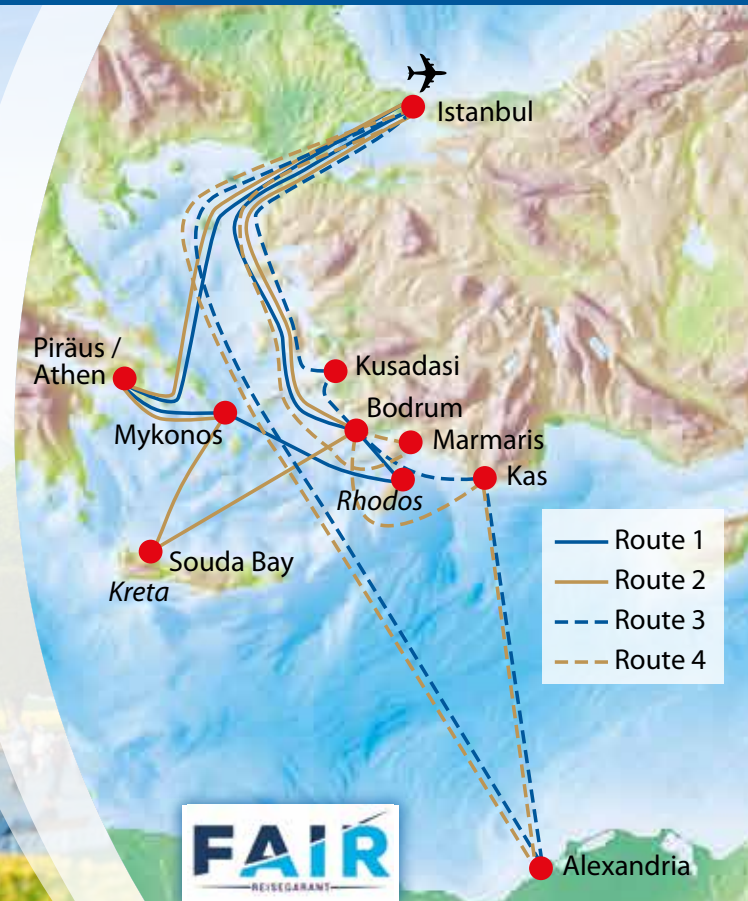 Istanbul
Piräus /
Athen
Kusadasi
Bodrum
Mykonos
Marmaris
Rhodos
Kas
Souda Bay
Kreta
Route 1
Route 2
Route 3
Route 4
FAIR
REISEGARANT
Alexandria